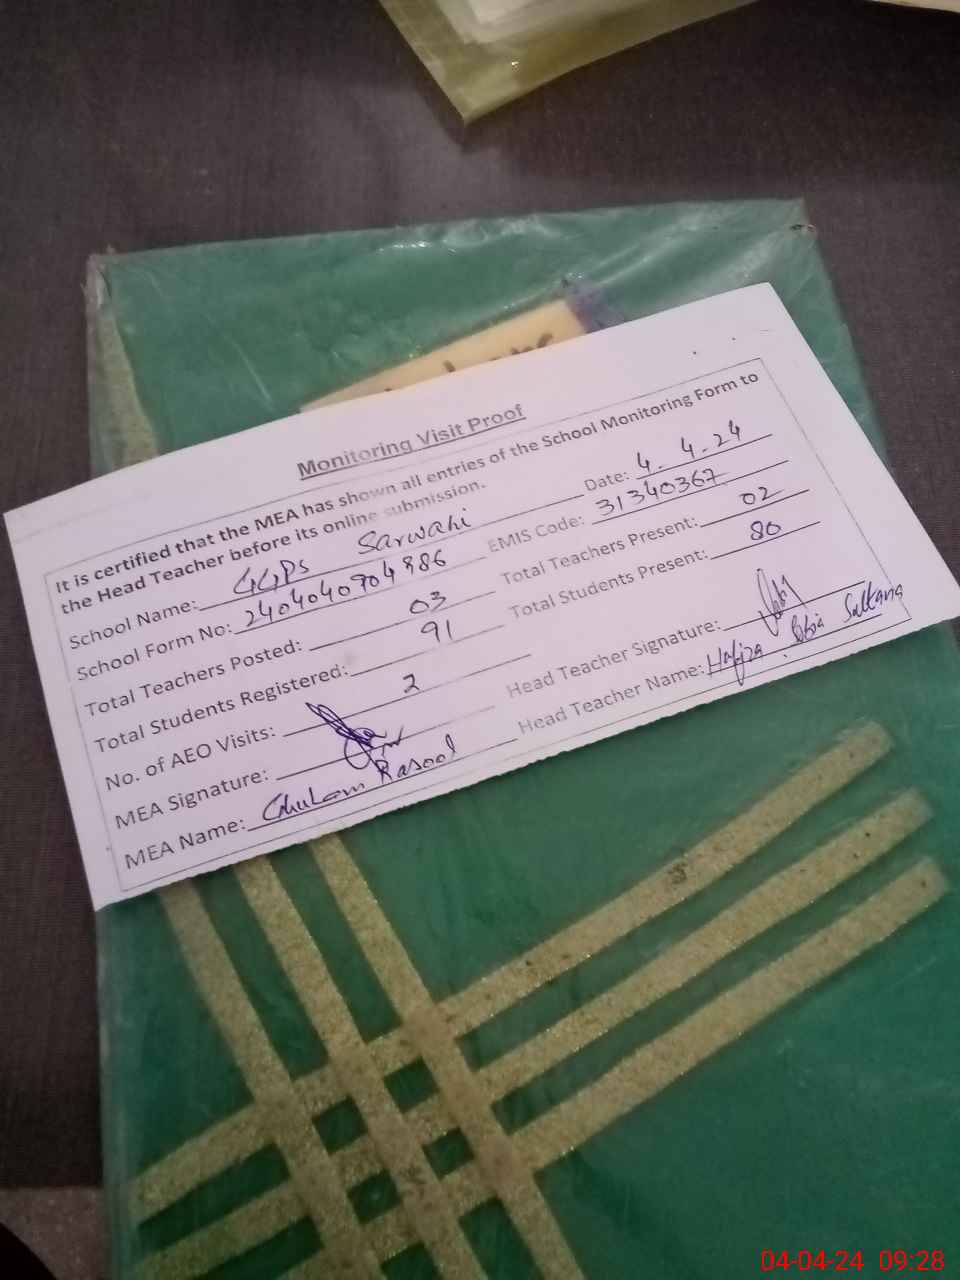 Monitoring Visit Proof
It is certified that the MEA has shown all entries of the School Monitoring Form to
the Head Teacher before its online submission.
School Name: GGPS Sarwahi Date: 4-4-24
School Form No: 2404040904886 EMIS Code: 31340367
Total Teachers Posted: 03 Total Teachers Present: 02
Total Students Registered: 91 Total Students Present: 80
No. of AEO Visits: 2 Head Teacher Signature:
MEA Signature: Head Teacher Name: Hafiza Sultana
MEA Name: Ghulam Rasool
04-04-24 09:28